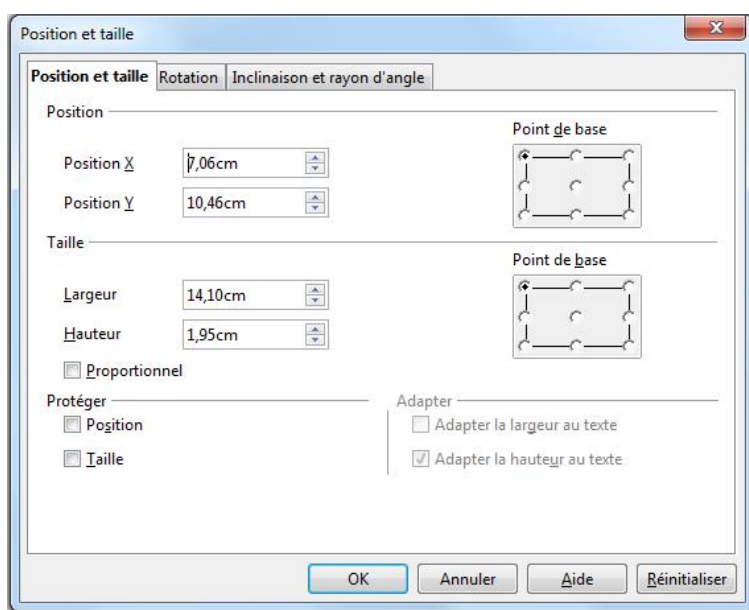 Position et taille
Position et taille Rotation Inclinaison et rayon d'angle
Position
Point de base
Position X 7,06cm
Position Y 10,46cm
Taille
Point de base
Largeur 14,10cm
Hauteur 1,95cm
Proportionnel
Protéger Adapter
Position Adapter la largeur au texte
Taille Adapter la hauteur au texte
OK Annuler Aide Réinitialiser